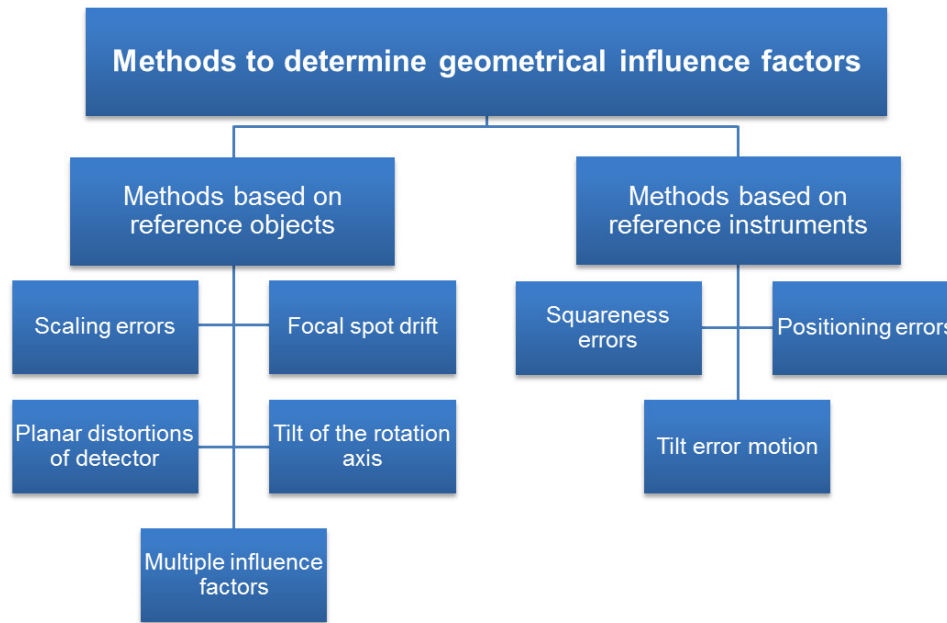 Methods to determine geometrical influence factors
Methods based on
reference objects
Methods based on
reference instruments
Scaling errors
Focal spot drift
Squareness
errors
Positioning errors
Planar distortions
of detector
Tilt of the rotation
axis
Tilt error motion
Multiple influence
factors